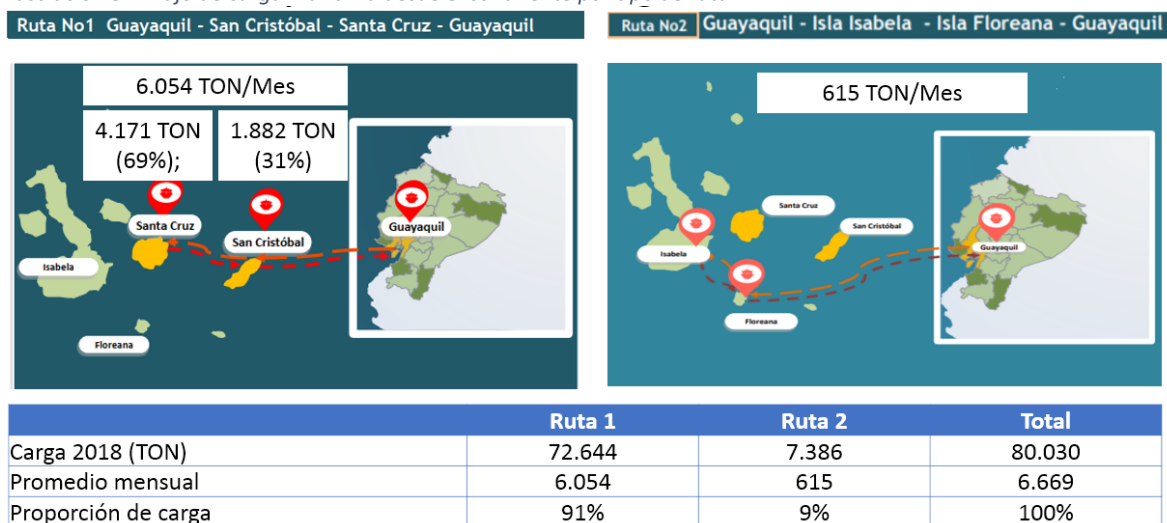 Ruta No1 Guayaquil - San Cristóbal - Santa Cruz - Guayaquil
6.054 TON/Mes
4.171 TON
(69%);
1.882 TON
(31%)
Santa Cruz
San Cristóbal
Guayaquil
Isabela
Floreana
Ruta No2 Guayaquil - Isla Isabela - Isla Floreana - Guayaquil
615 TON/Mes
Santa Cruz
San Cristóbal
Isabela
Guayaquil
Floreana
Ruta 1 Ruta 2 Total
Carga 2018 (TON) 72.644 7.386 80.030
Promedio mensual 6.054 615 6.669
Proporción de carga 91% 9% 100%